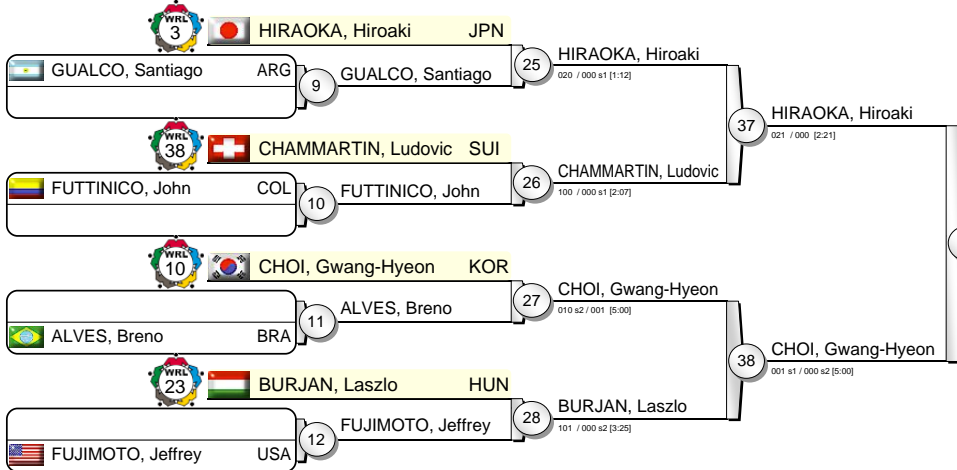 WRL
3
HIRAOKA, Hiroaki JPN
GUALCO, Santiago ARG
9
GUALCO, Santiago
25
HIRAOKA, Hiroaki
020 / 000 s1 [1:12]
WRL
38
CHAMMARTIN, Ludovic SUI
FUTTINICO, John COL
10
FUTTINICO, John
26
CHAMMARTIN, Ludovic
100 / 000 s1 [2:07]
37
HIRAOKA, Hiroaki
021 / 000 [2:21]
WRL
10
CHOI, Gwang-Hyeon KOR
11
ALVES, Breno
ALVES, Breno BRA
27
CHOI, Gwang-Hyeon
010 s2 / 001 [5:00]
WRL
23
BURJAN, Laszlo HUN
12
FUJIMOTO, Jeffrey
FUJIMOTO, Jeffrey USA
28
BURJAN, Laszlo
101 / 000 s2 [3:25]
38
CHOI, Gwang-Hyeon
001 s1 / 000 s2 [5:00]